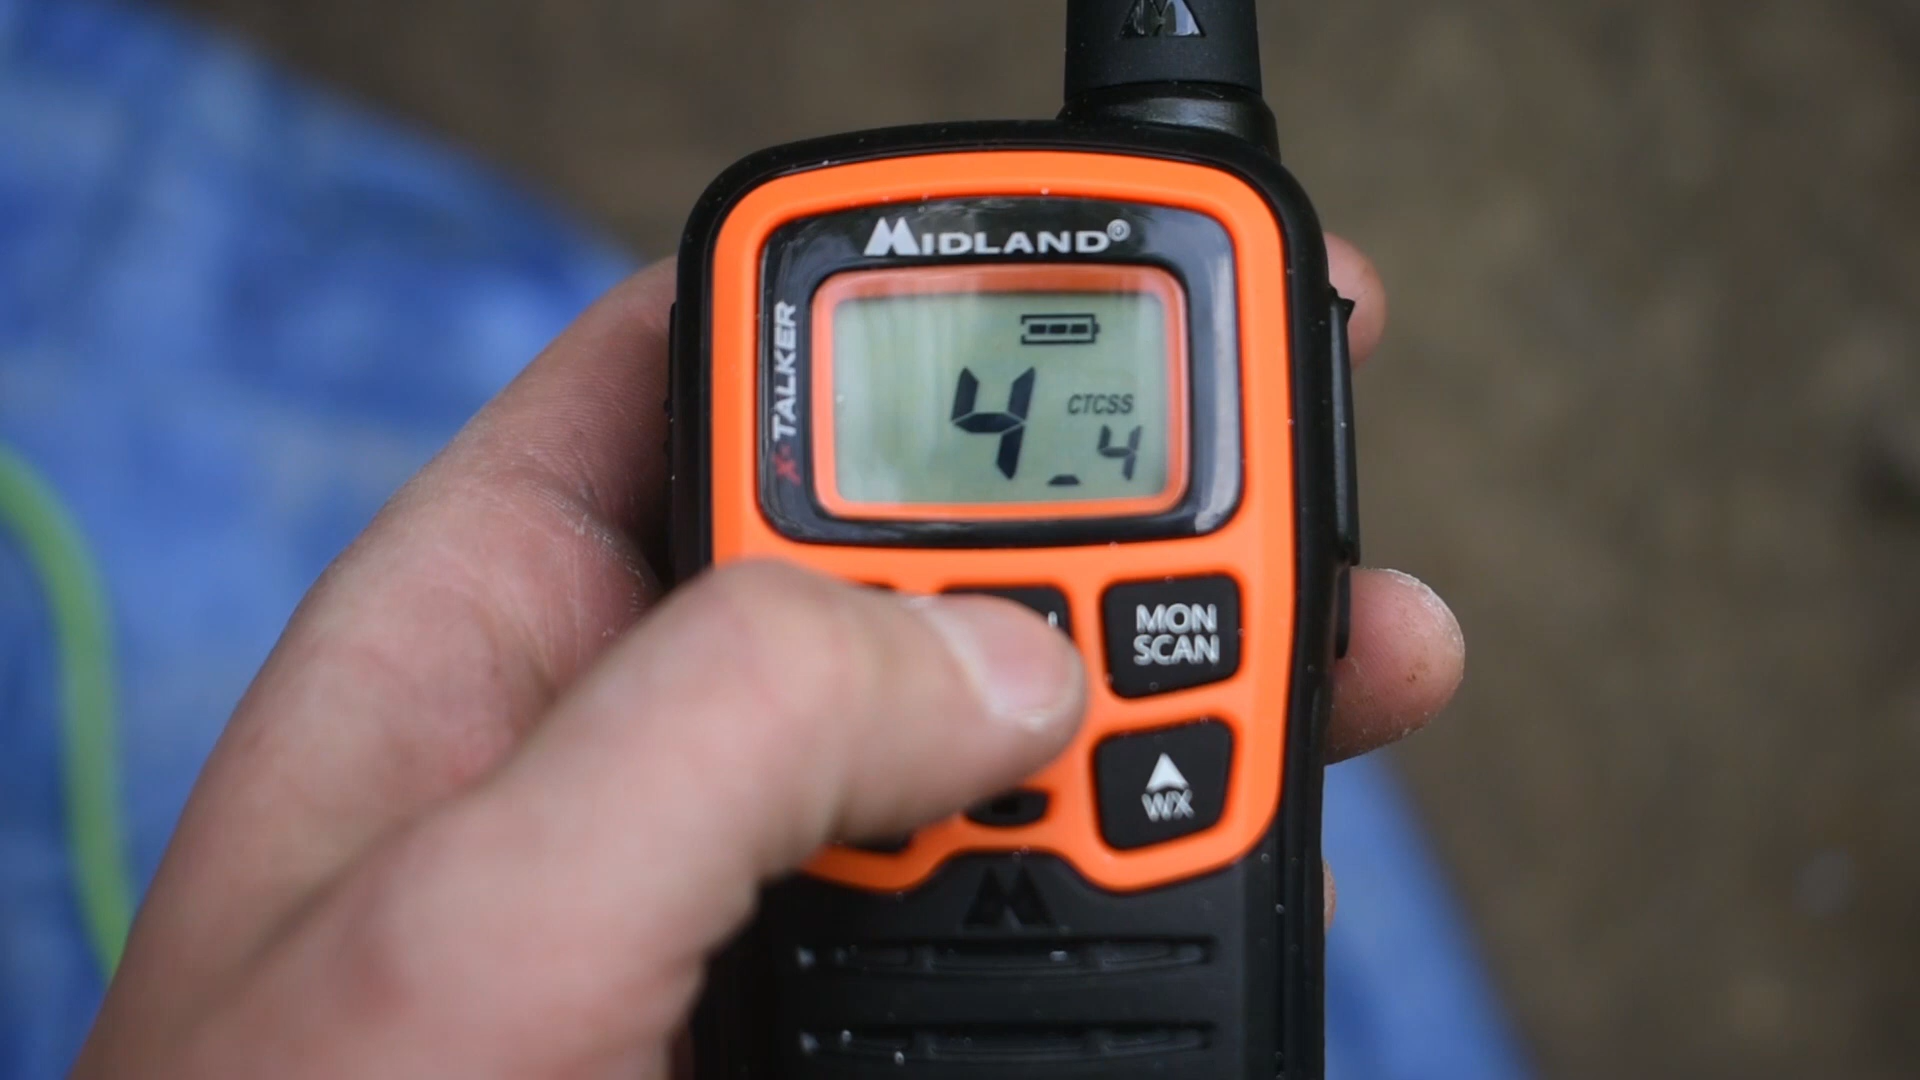 MIDLAND®
X-TALKER
4
CTCSS
4
MON
SCAN
WX